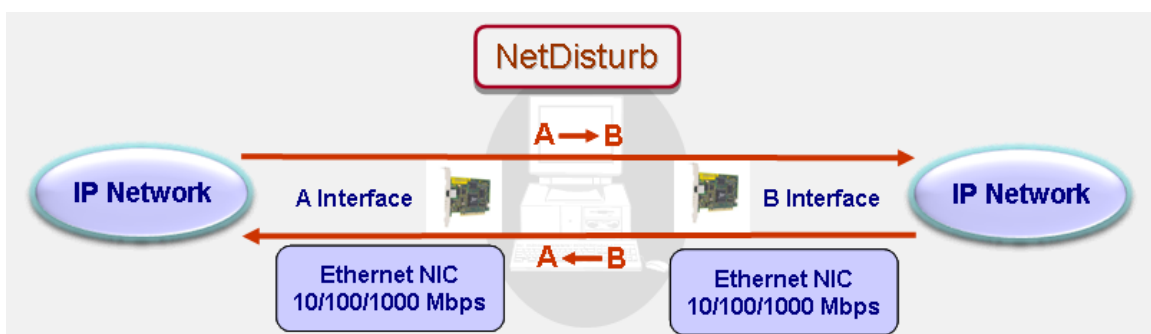 NetDisturb
A B
IP Network
A Interface
B Interface
IP Network
A B
Ethernet NIC
10/100/1000 Mbps
Ethernet NIC
10/100/1000 Mbps